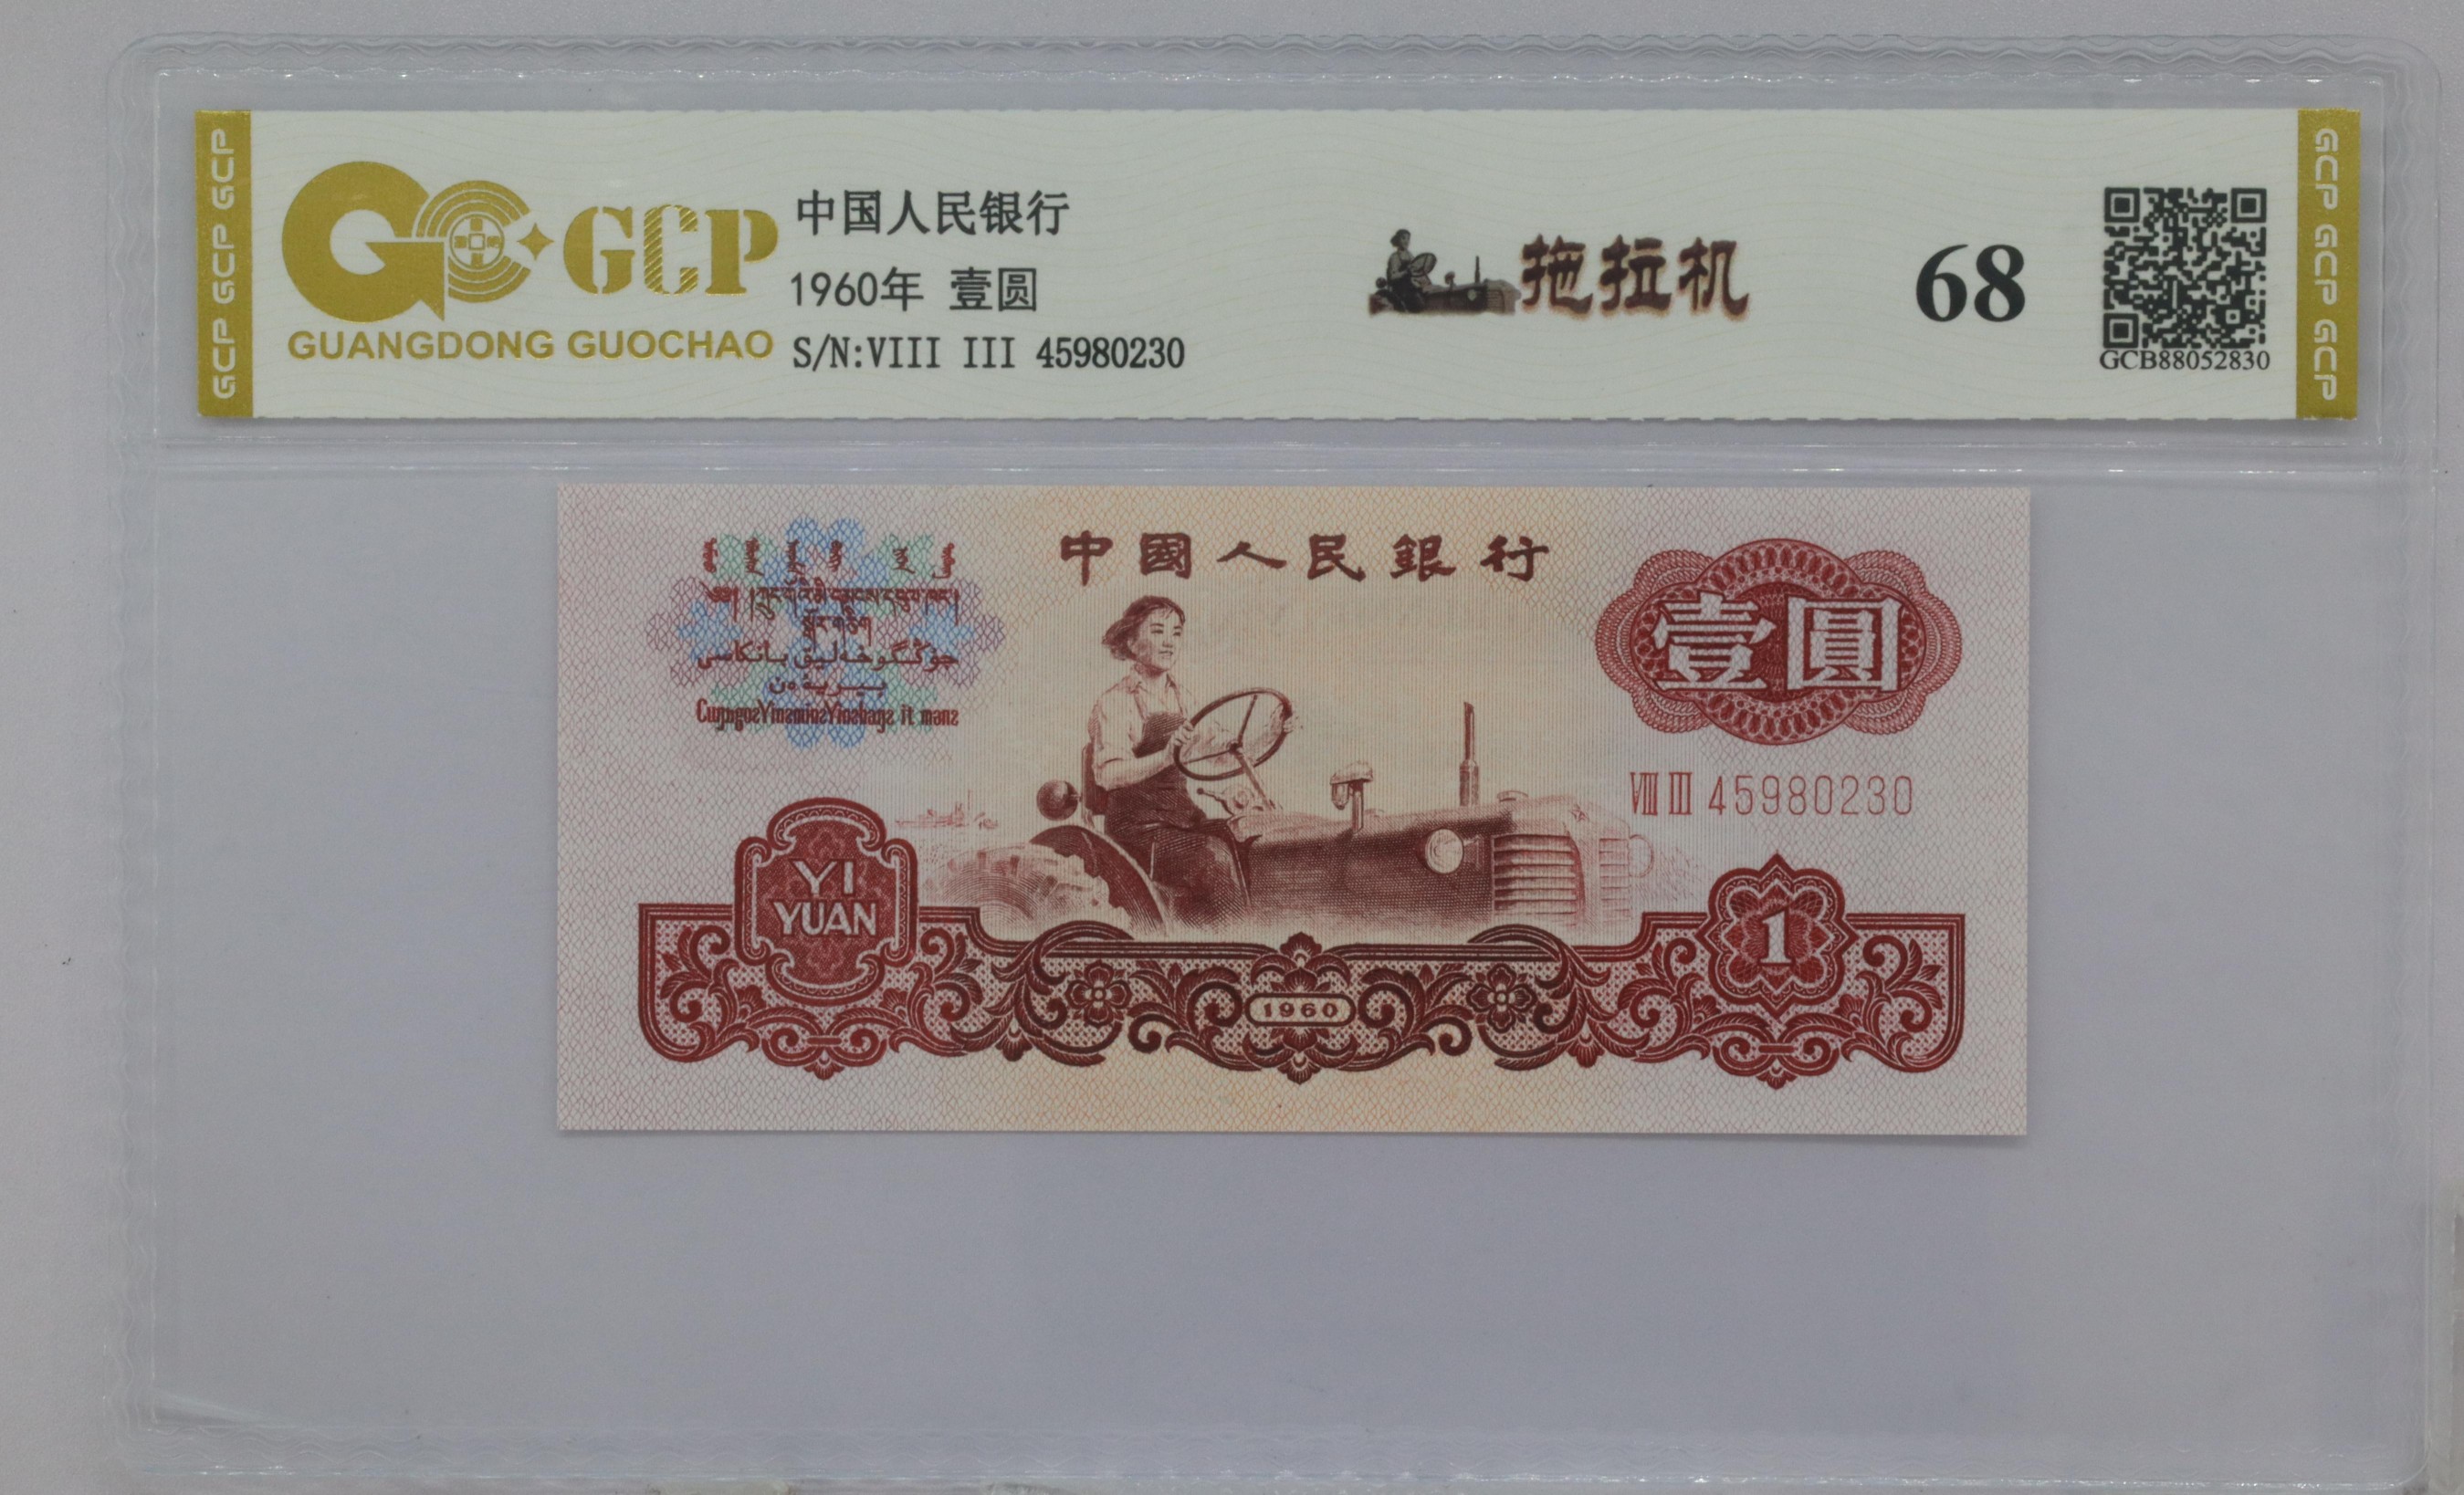 GCP GCP GCP
GCP
GUANGDONG GUOCHAO
中国人民银行
1960年 壹圆
S/N:VIII III 45980230
拖拉机
68
GCB88052830
GCP GCP GCP
中國人民銀行
壹圓
VIII III 45980230
YI
YUAN
1960
1